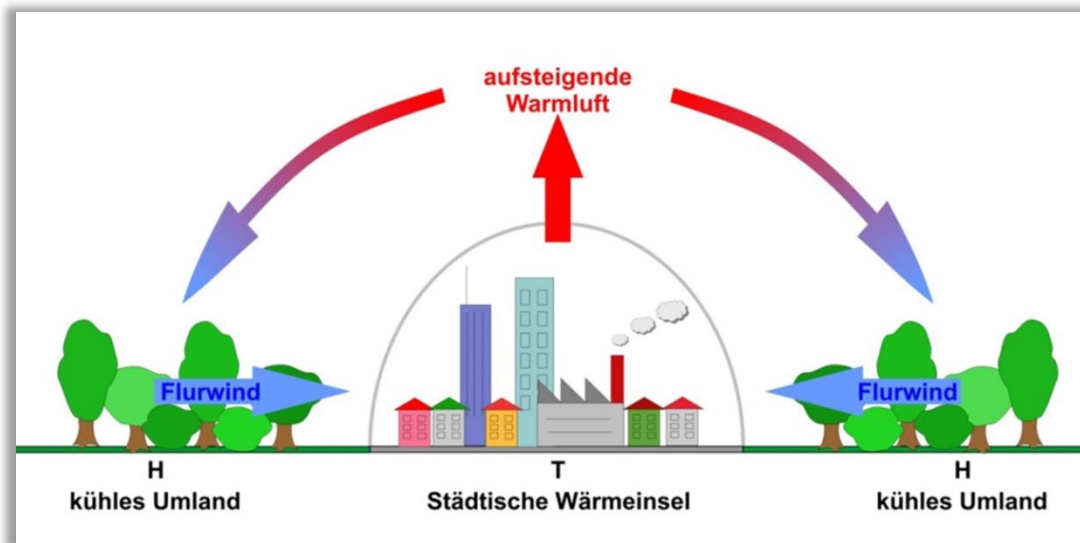 aufsteigende
Warmluft
Flurwind
Flurwind
H
T
H
kühles Umland
Städtische Wärmeinsel
kühles Umland